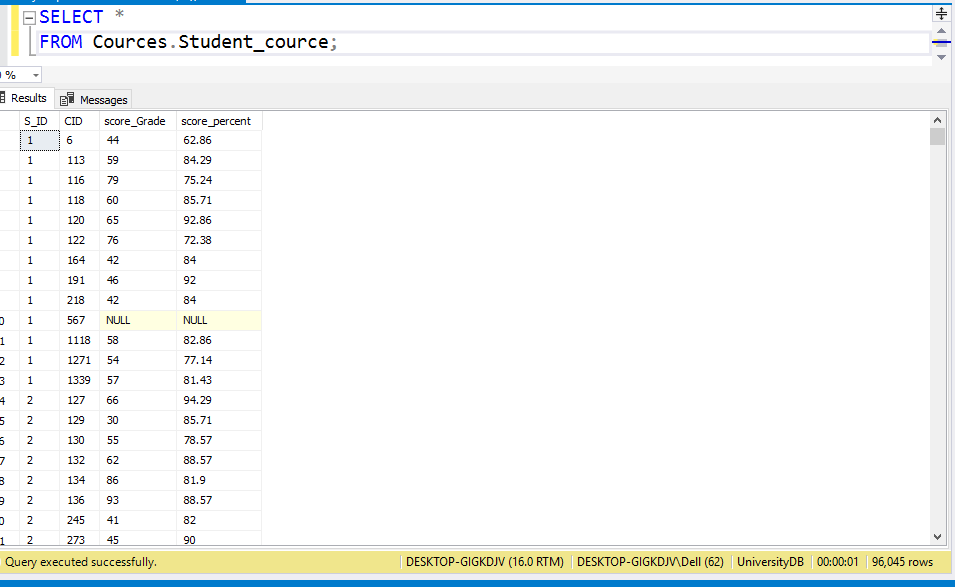 SELECT *
FROM Cources.Student_cource;
%
Results Messages
S_ID CID score_Grade score_percent
1 6 44 62.86
1 113 59 84.29
1 116 79 75.24
1 118 60 85.71
1 120 65 92.86
1 122 76 72.38
1 164 42 84
1 191 46 92
1 218 42 84
0 1 567 NULL NULL
1 1 1118 58 82.86
2 1 1271 54 77.14
3 1 1339 57 81.43
4 2 127 66 94.29
5 2 129 30 85.71
6 2 130 55 78.57
7 2 132 62 88.57
8 2 134 86 81.9
9 2 136 93 88.57
0 2 245 41 82
1 2 273 45 90
Query executed successfully. DESKTOP-GIGKDJV (16.0 RTM) DESKTOP-GIGKDJV\Dell (62) UniversityDB 00:00:01 96,045 rows